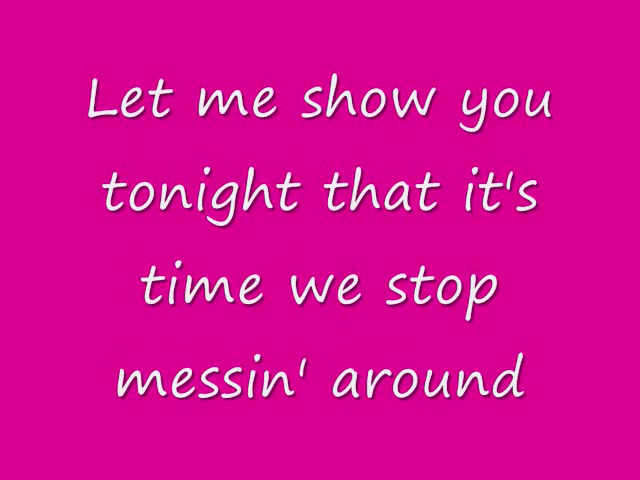 Let me show you
tonight that it's
time we stop
messin' around